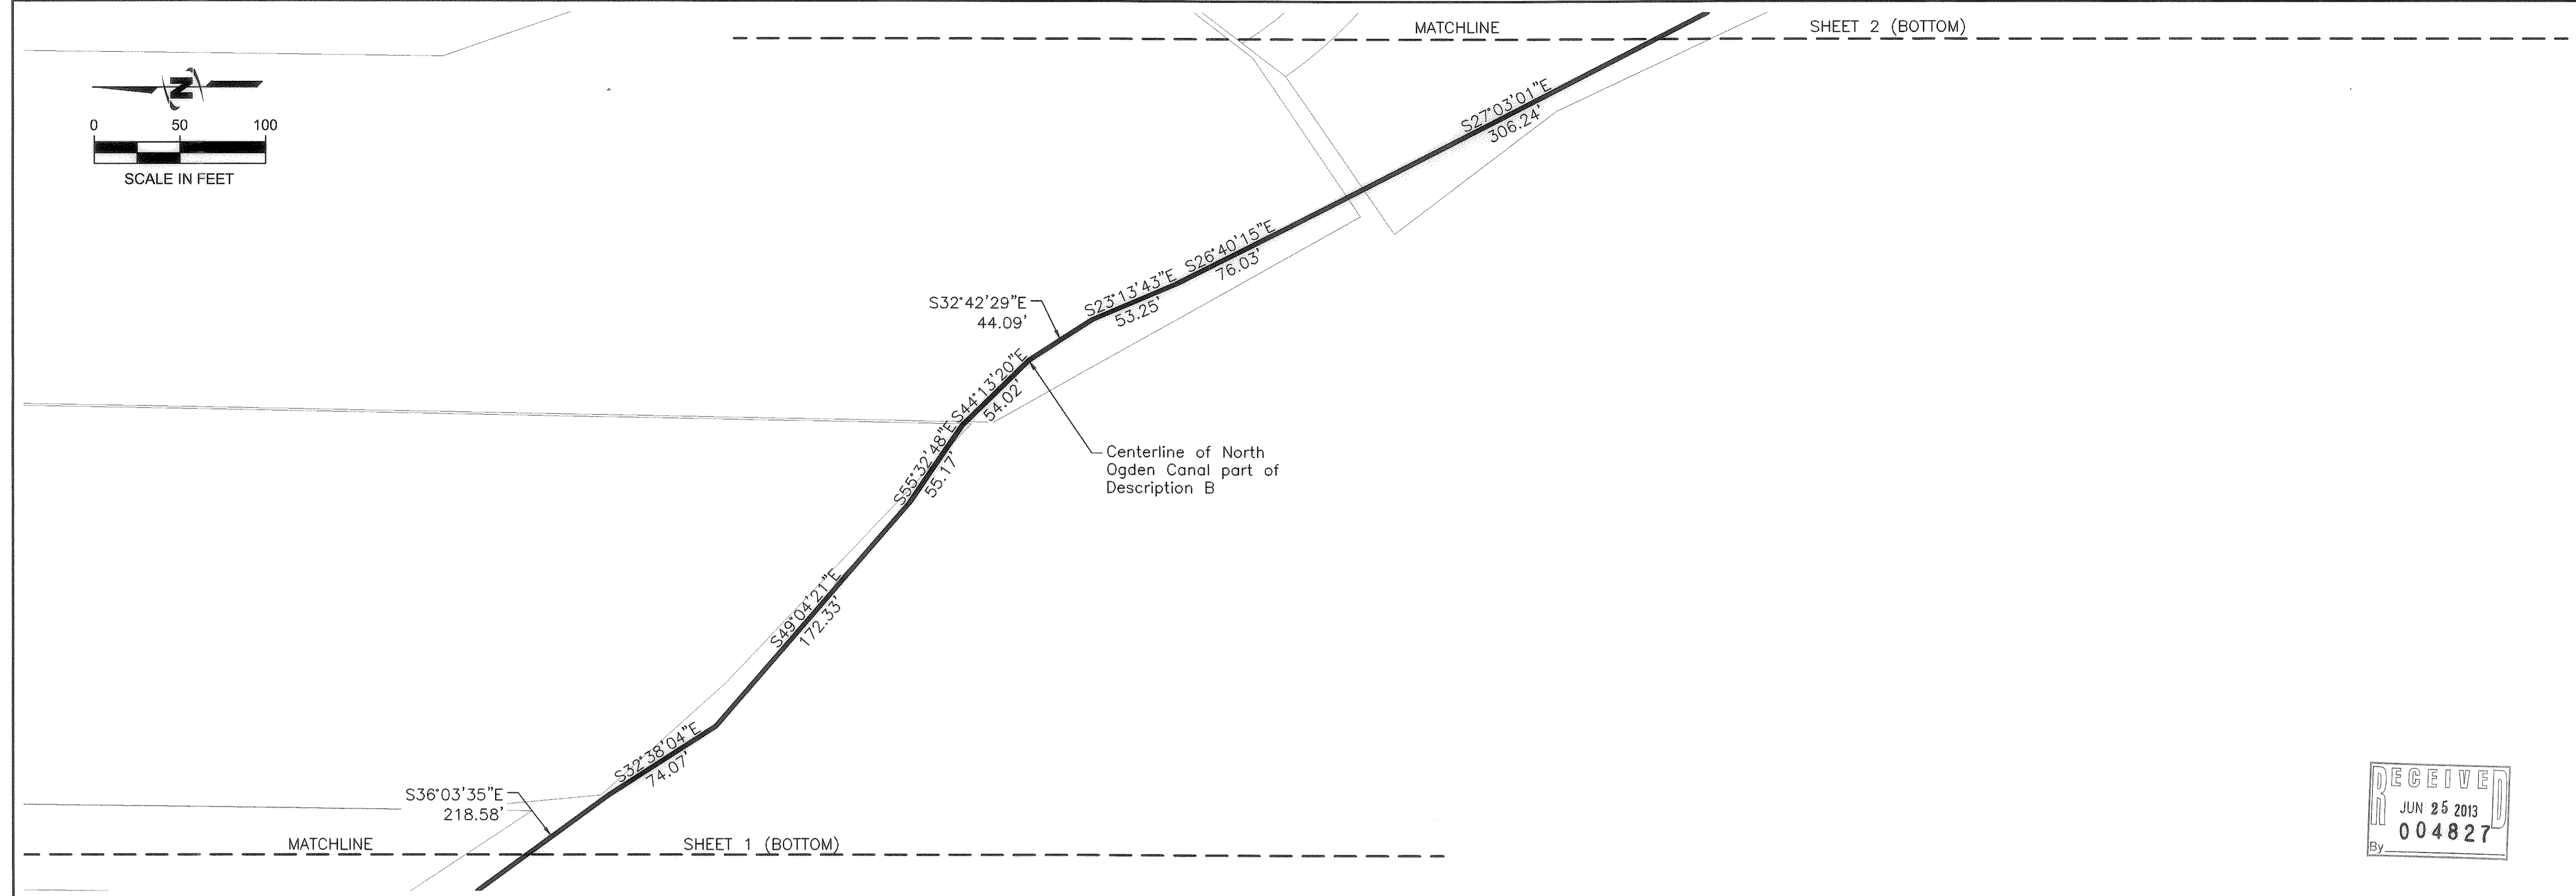 MATCHLINE
SHEET 2 (BOTTOM)
N
0 50 100
SCALE IN FEET
S27°03'01"E
306.24'
S26°40'15"E
76.03'
S23°13'43"E
53.25'
S32°42'29"E
44.09'
S44°13'20"E
54.02'
Centerline of North
Ogden Canal part of
Description B
S55°32'48"E
55.17'
S49°04'21"E
172.33'
S32°38'04"E
74.07'
S36°03'35"E
218.58'
MATCHLINE
SHEET 1 (BOTTOM)
RECEIVED
JUN 25 2013
004827
By